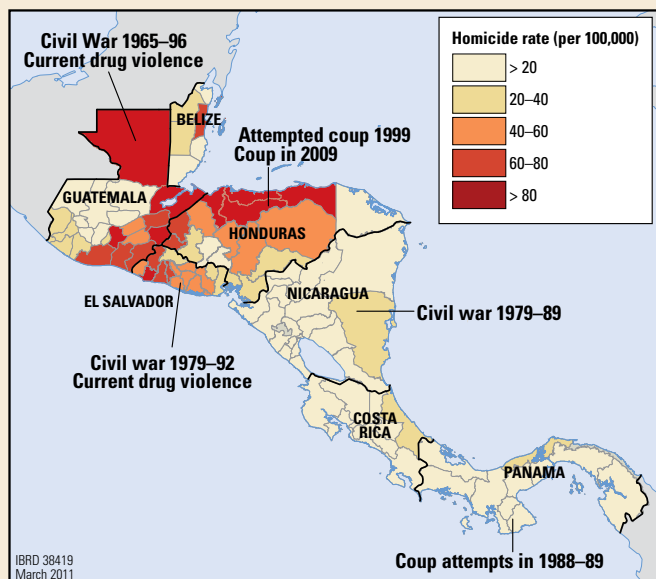 Civil War 1965–96
Current drug violence
Homicide rate (per 100,000)
> 20
20–40
40–60
60–80
> 80
BELIZE
Attempted coup 1999
Coup in 2009
GUATEMALA
HONDURAS
EL SALVADOR
NICARAGUA
Civil war 1979–89
Civil war 1979–92
Current drug violence
COSTA
RICA
PANAMA
Coup attempts in 1988–89
IBRD 38419
March 2011